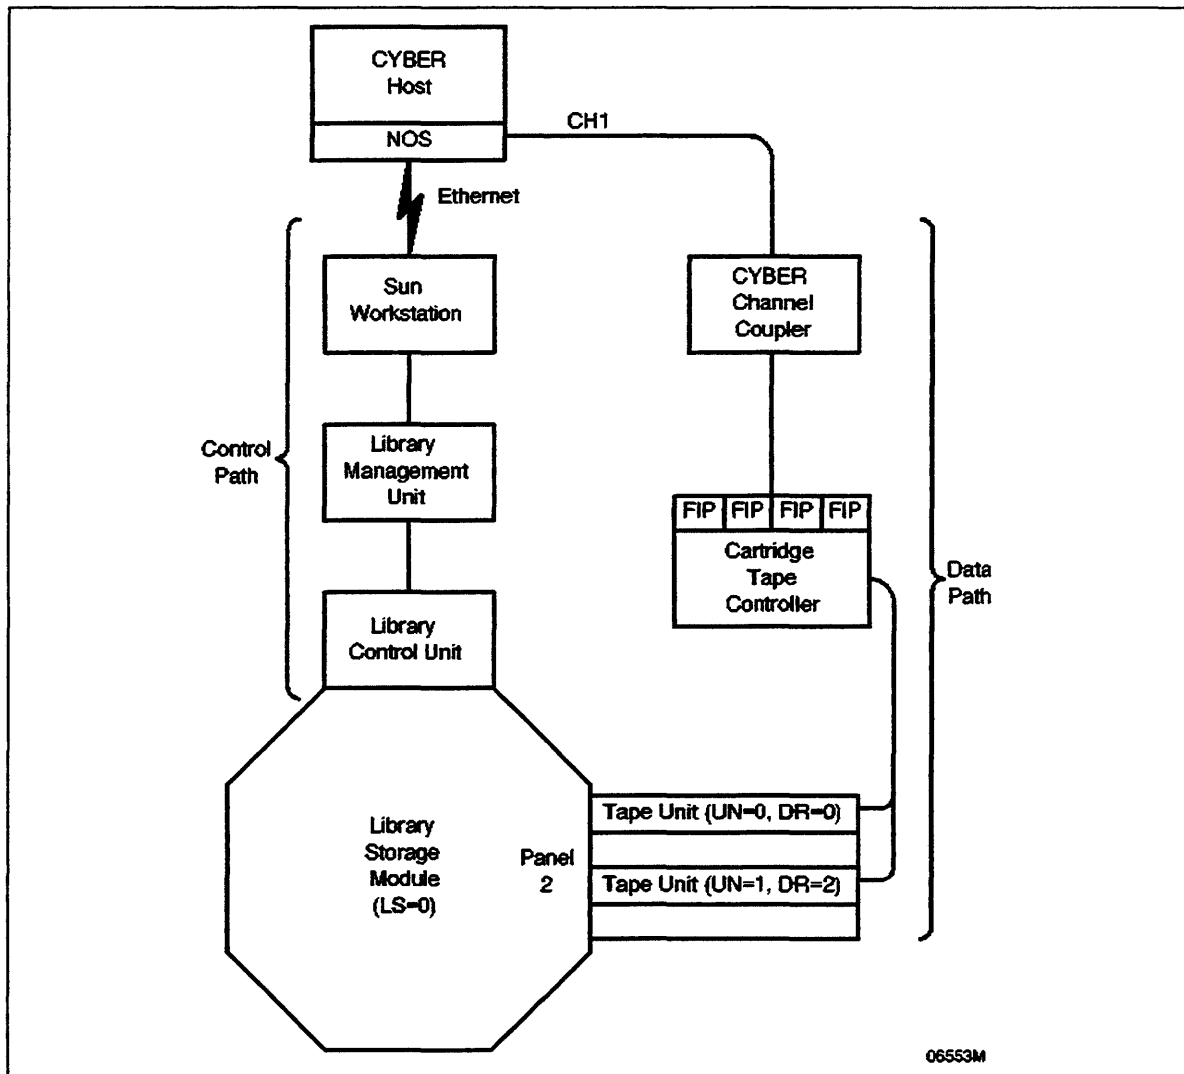 CYBER
Host
NOS
CH1
Ethernet
Sun
Workstation
CYBER
Channel
Coupler
Control
Path
Library
Management
Unit
FIP FIP FIP FIP
Cartridge
Tape
Controller
Data
Path
Library
Control Unit
Library
Storage
Module
(LS=0)
Panel
2
Tape Unit (UN=0, DR=0)
Tape Unit (UN=1, DR=2)
06553M